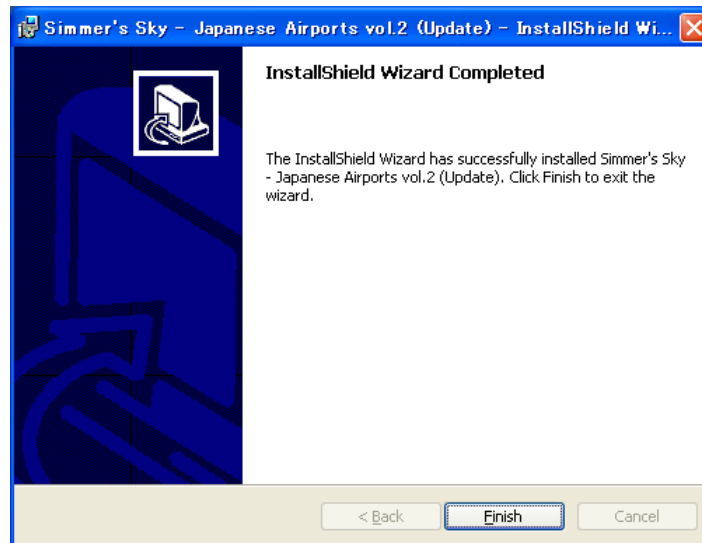 Simmer's Sky - Japanese Airports vol.2 (Update) - InstallShield Wi...
InstallShield Wizard Completed
The InstallShield Wizard has successfully installed Simmer's Sky
- Japanese Airports vol.2 (Update). Click Finish to exit the
wizard.
< Back Finish Cancel